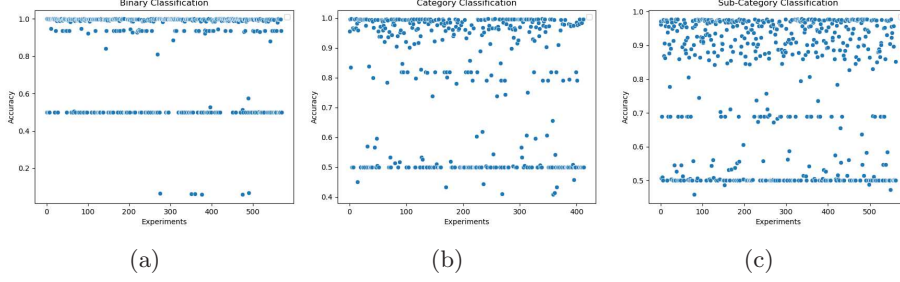 Binary Classification
1.0
0.8
0.6
0.4
0.2
Accuracy
0 100 200 300 400 500
Experiments
(a)
Category Classification
1.0
0.9
0.8
0.7
0.6
0.5
0.4
Accuracy
0 100 200 300 400
Experiments
(b)
Sub-Category Classification
1.0
0.9
0.8
0.7
0.6
0.5
Accuracy
0 100 200 300 400 500
Experiments
(c)